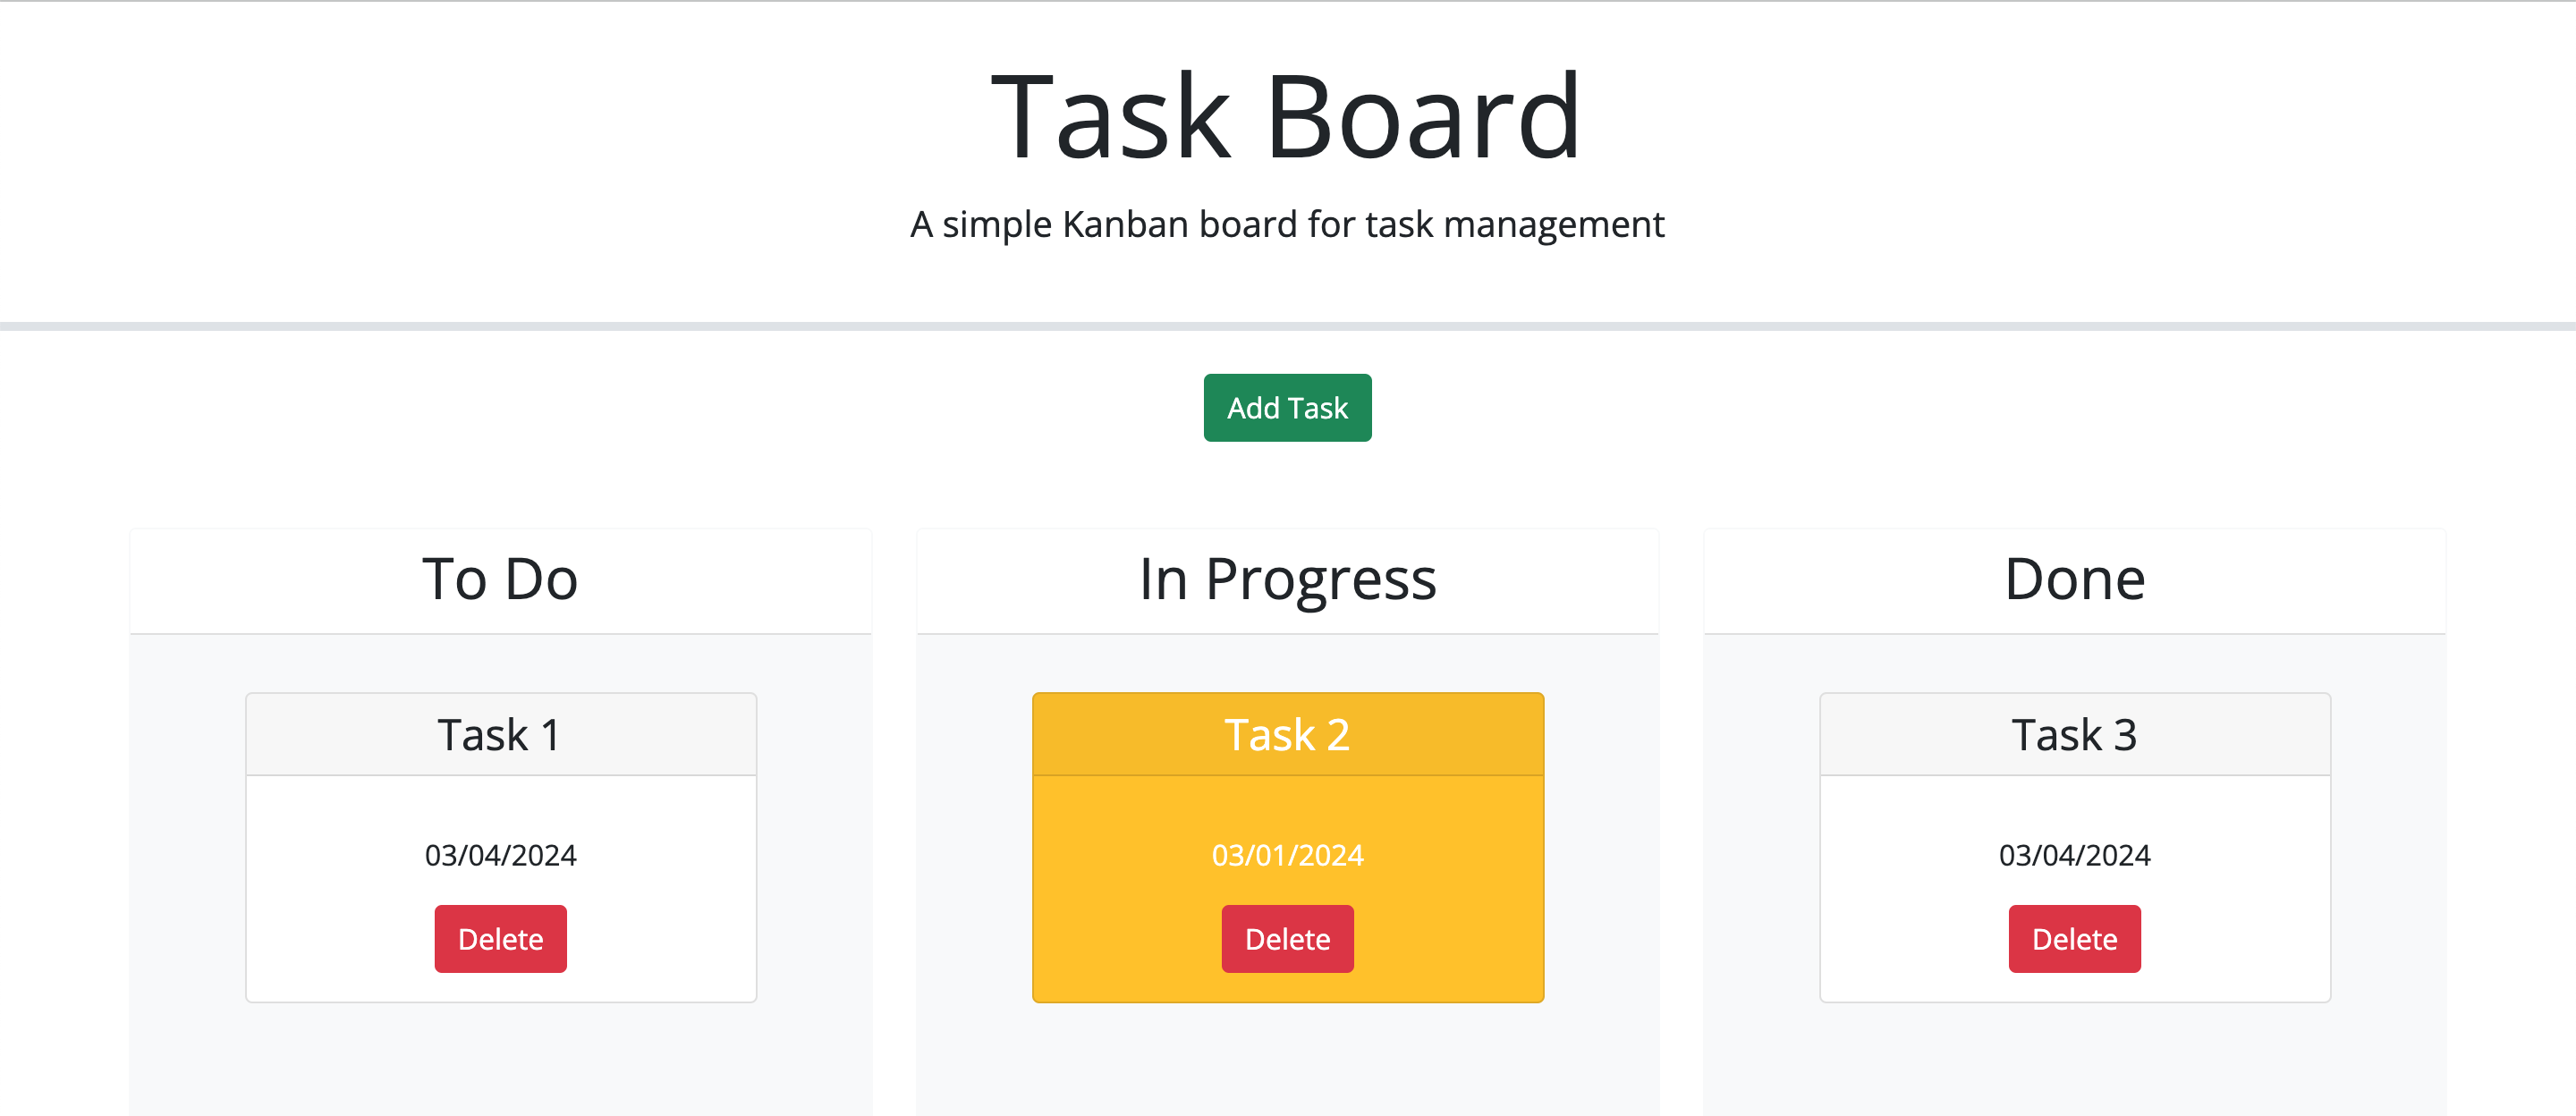 Task Board
A simple Kanban board for task management
Add Task
To Do
Task 1
03/04/2024
Delete
In Progress
Task 2
03/01/2024
Delete
Done
Task 3
03/04/2024
Delete